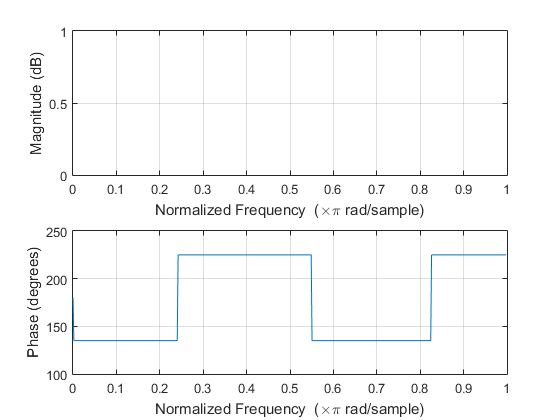 1
0.5
0
Magnitude (dB)
0 0.1 0.2 0.3 0.4 0.5 0.6 0.7 0.8 0.9 1
Normalized Frequency (×π rad/sample)
250
200
150
100
Phase (degrees)
0 0.1 0.2 0.3 0.4 0.5 0.6 0.7 0.8 0.9 1
Normalized Frequency (×π rad/sample)